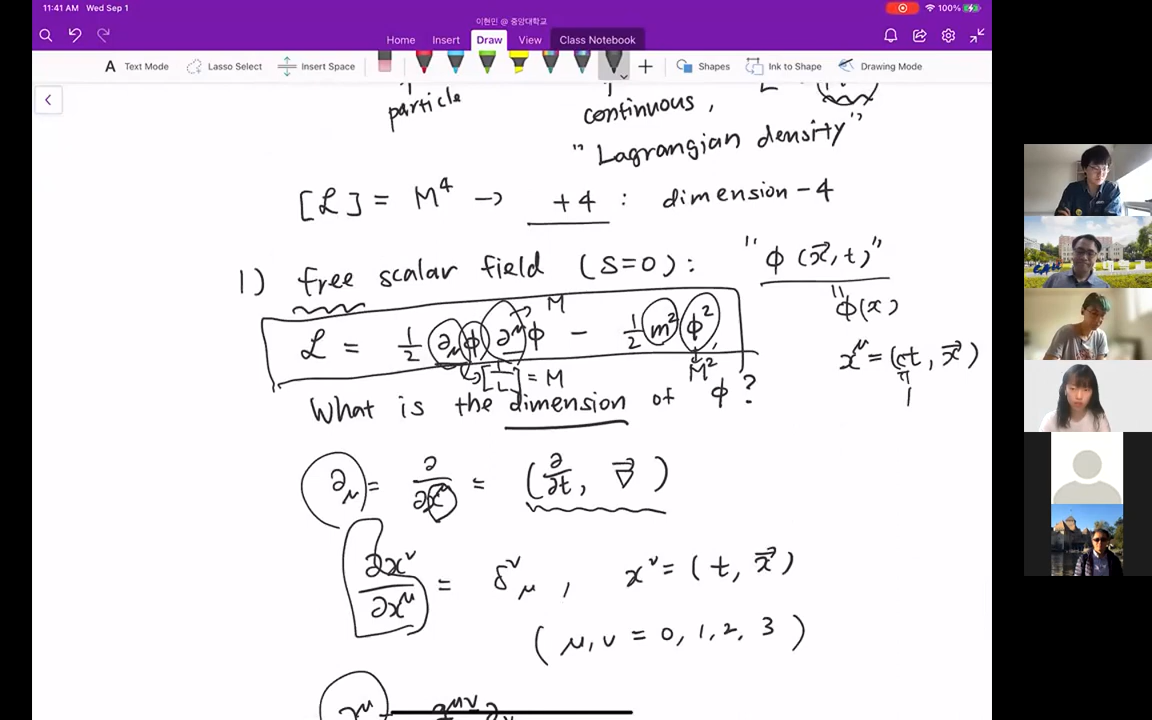 11:41 AM Wed Sep 1
100%
이현민 @ 중앙대학교
Home Insert Draw View Class Notebook
Text Mode Lasso Select Insert Space Shapes Ink to Shape Drawing Mode
particle
continuous,
"Lagrangian density"
[ℒ] = M⁴ → +4 : dimension-4
1) free scalar field (S=0) : "ϕ(x⃗,t)"
"ϕ(x)
ℒ = ½ ∂_μ ϕ ∂^μ ϕ - ½ m² ϕ²,
→ M
→ [1/L] = M
M²
x^μ = (ct, x⃗)
1
What is the dimension of ϕ?
∂_μ = ∂/∂x^μ = (∂/∂t, ∇⃗)
∂x^ν/∂x^μ = δ^ν_μ , x^ν = (t, x⃗)
(μ,ν = 0, 1, 2, 3)